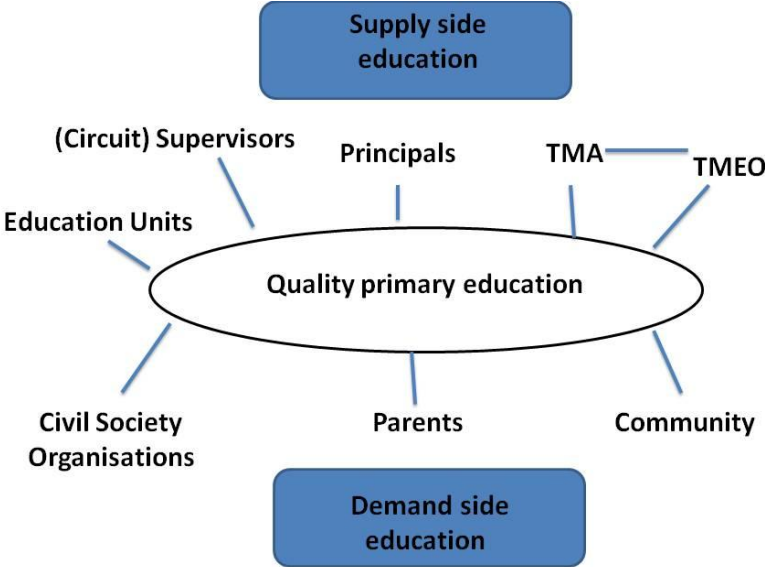 Supply side
education
(Circuit) Supervisors
Principals
TMA
TMEO
Education Units
Quality primary education
Civil Society
Organisations
Parents
Community
Demand side
education